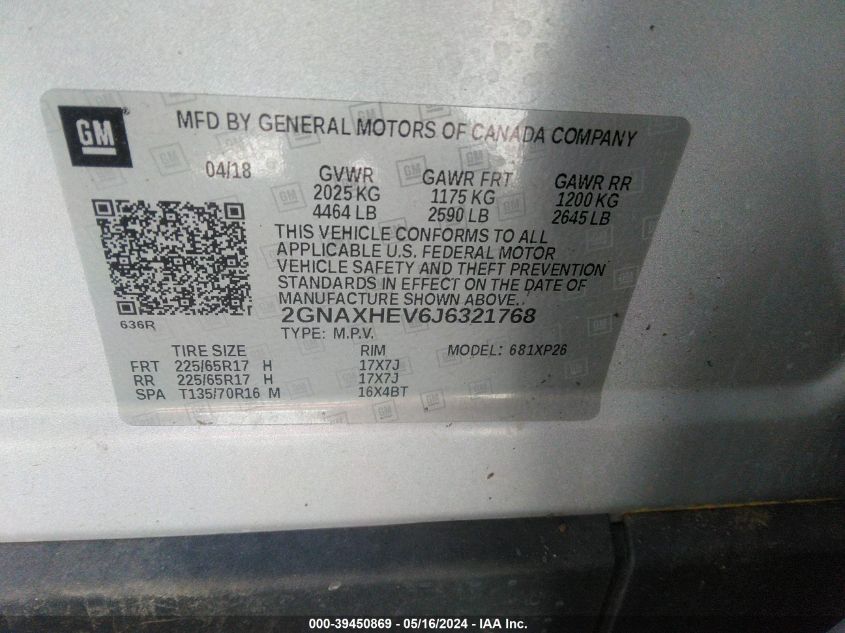 GM
MFD BY GENERAL MOTORS OF CANADA COMPANY
04/18 GVWR GAWR FRT GAWR RR
2025 KG 1175 KG 1200 KG
4464 LB 2590 LB 2645 LB
THIS VEHICLE CONFORMS TO ALL
APPLICABLE U.S. FEDERAL MOTOR
VEHICLE SAFETY AND THEFT PREVENTION
STANDARDS IN EFFECT ON THE DATE OF
MANUFACTURE SHOWN ABOVE.
636R 2GNAXHEV6J6321768
TYPE: M.P.V.
TIRE SIZE RIM MODEL: 681XP26
FRT 225/65R17 H 17X7J
RR 225/65R17 H 17X7J
SPA T135/70R16 M 16X4BT
000-39450869 - 05/16/2024 - IAA Inc.